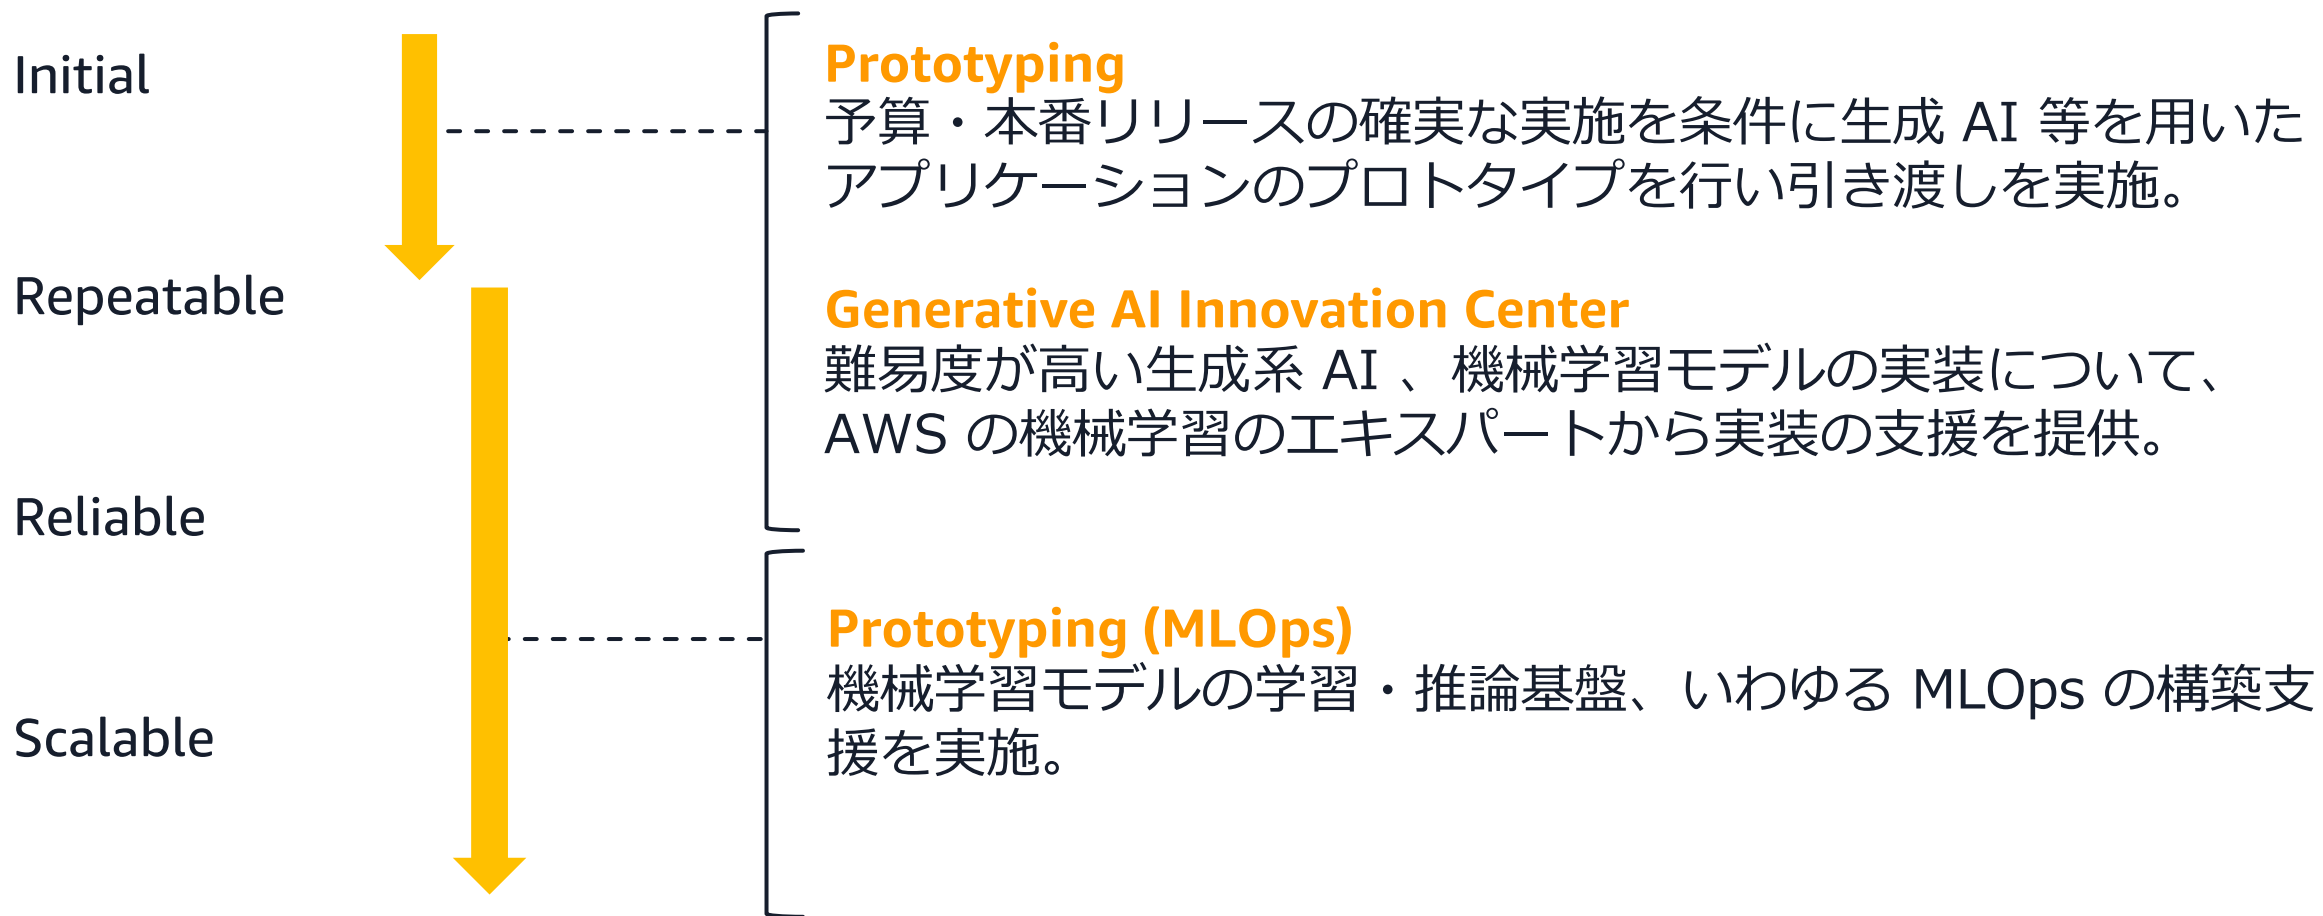 Initial
Repeatable
Reliable
Scalable
Prototyping
予算・本番リリースの確実な実施を条件に生成 AI 等を用いた
アプリケーションのプロトタイプを行い引き渡しを実施。
Generative AI Innovation Center
難易度が高い生成系 AI 、機械学習モデルの実装について、
AWS の機械学習のエキスパートから実装の支援を提供。
Prototyping (MLOps)
機械学習モデルの学習・推論基盤、いわゆる MLOps の構築支
援を実施。